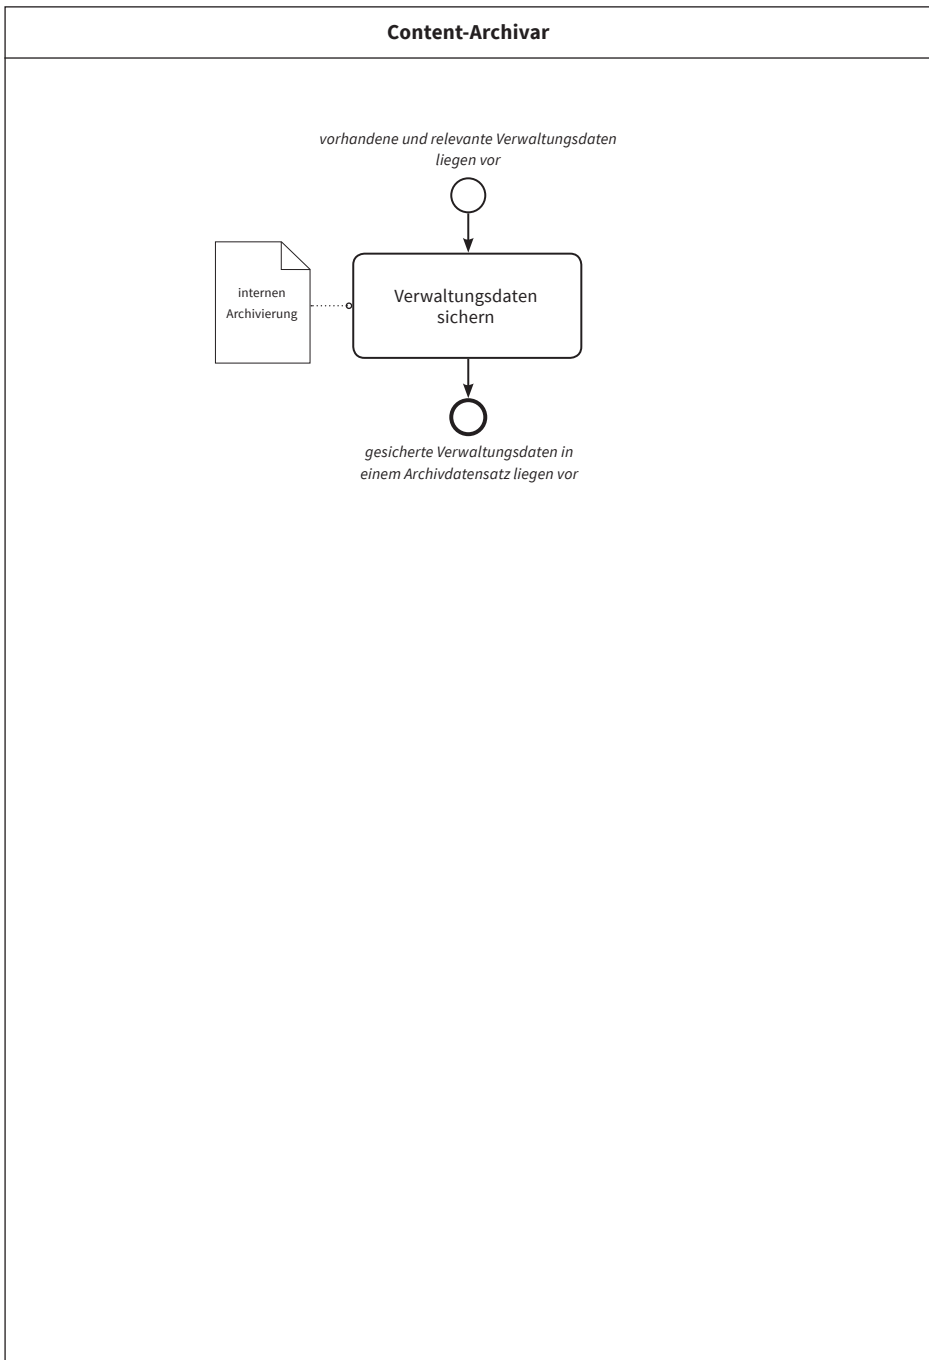 Content-Archivar
vorhandene und relevante Verwaltungsdaten
liegen vor
internen
Archivierung
Verwaltungsdaten
sichern
gesicherte Verwaltungsdaten in
einem Archivdatensatz liegen vor